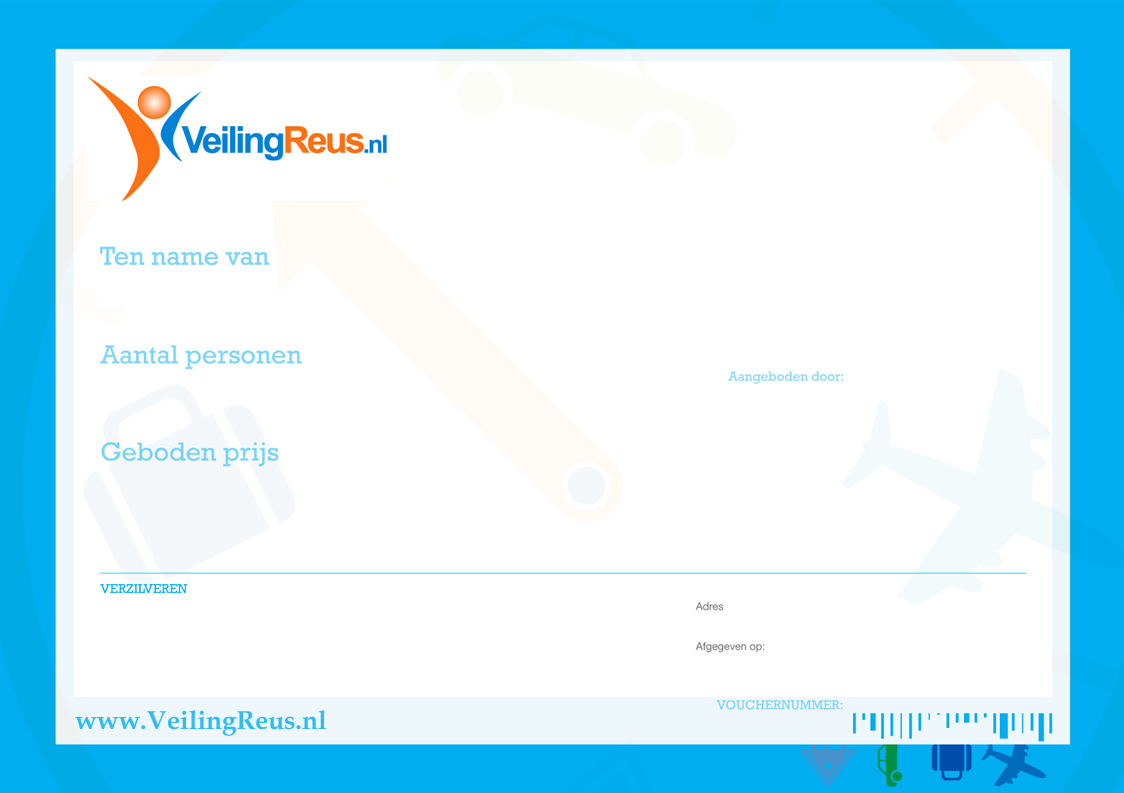 VeilingReus.nl
Ten name van
Aantal personen
Aangeboden door:
Geboden prijs
VERZILVEREN
Adres
Afgegeven op:
VOUCHERNUMMER:
www.VeilingReus.nl